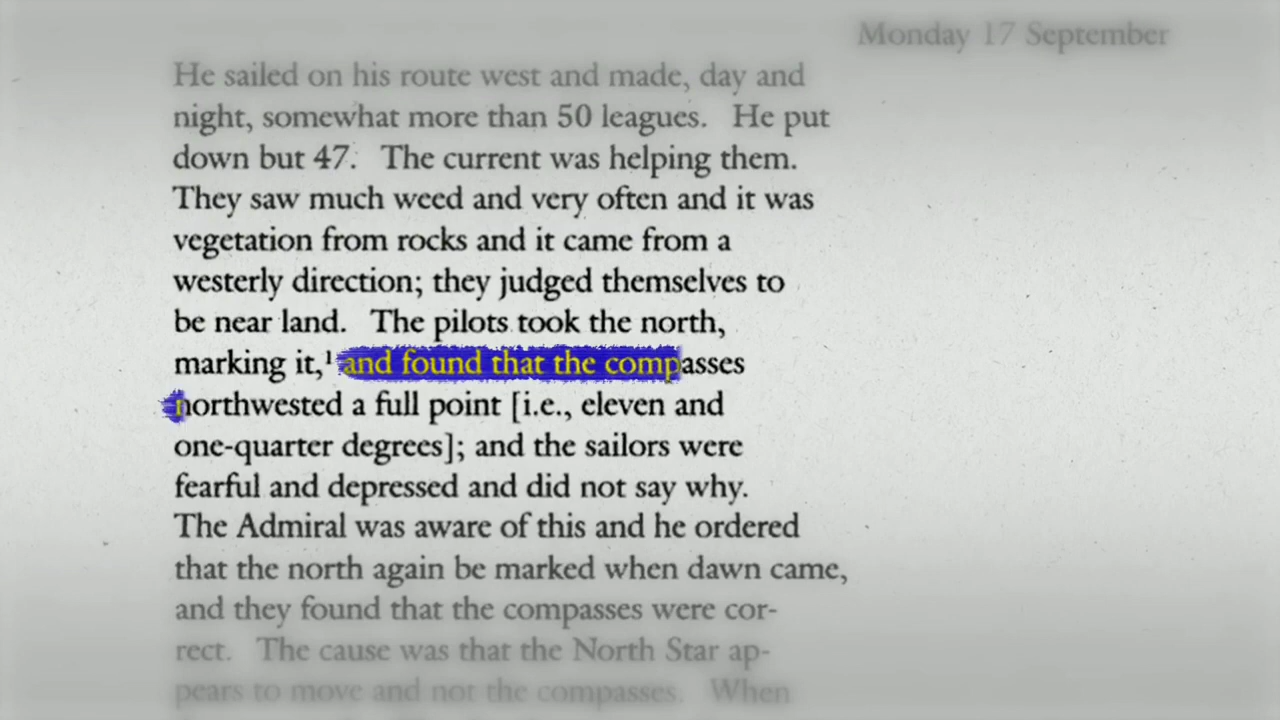 Monday 17 September
He sailed on his route west and made, day and
night, somewhat more than 50 leagues. He put
down but 47. The current was helping them.
They saw much weed and very often and it was
vegetation from rocks and it came from a
westerly direction; they judged themselves to
be near land. The pilots took the north,
marking it,¹ and found that the compasses
northwested a full point [i.e., eleven and
one-quarter degrees]; and the sailors were
fearful and depressed and did not say why.
The Admiral was aware of this and he ordered
that the north again be marked when dawn came,
and they found that the compasses were cor-
rect. The cause was that the North Star ap-
pears to move and not the compasses. When